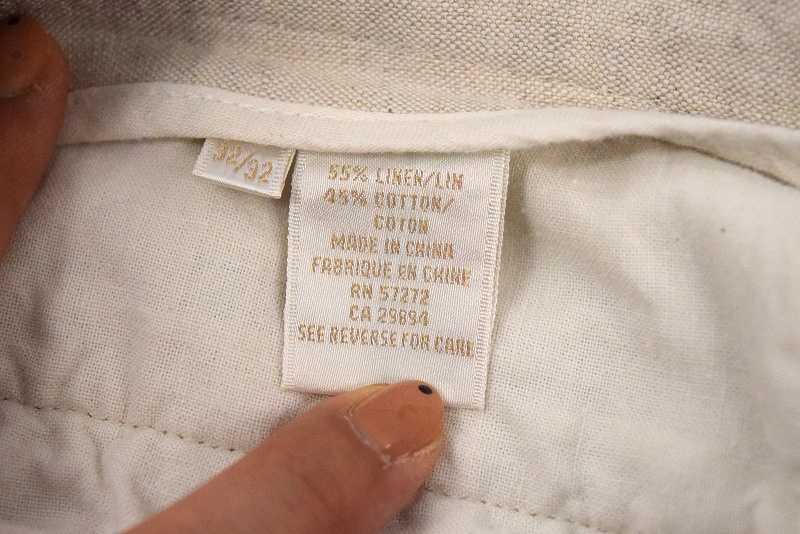 32/32
55% LINEN/LIN
45% COTTON/
COTON
MADE IN CHINA
FABRIQUE EN CHINE
RN 57272
CA 29894
SEE REVERSE FOR CARE